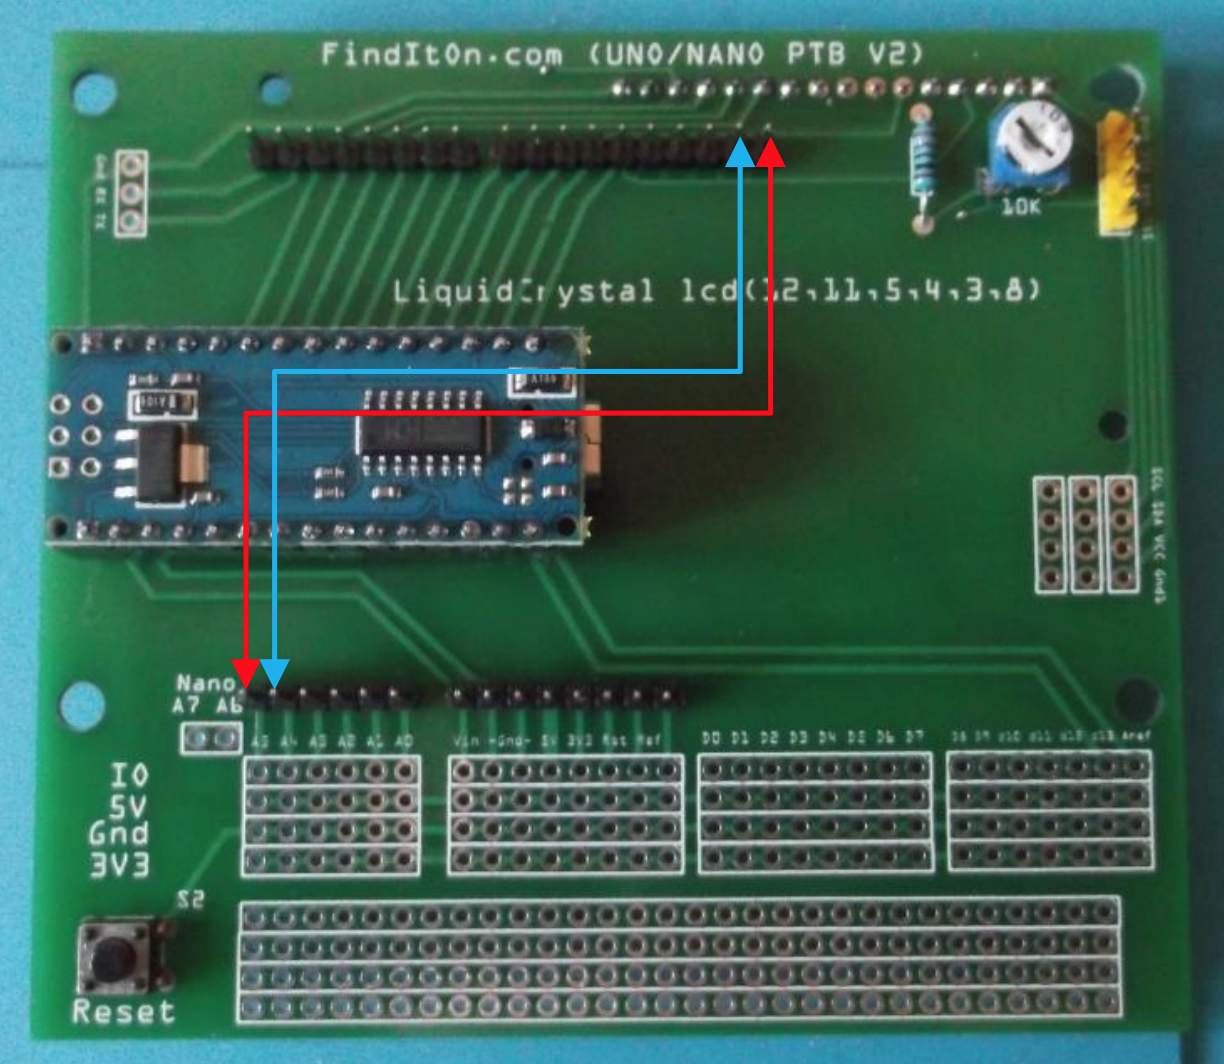 FindItOn.com (UNO/NANO PTB V2)
Gnd Rx Tx
103
10K
LiquidCrystal lcd(12,11,5,4,3,8)
SCL SDA VCC Gnd
Nano
A7 A6
A5 A4 A3 A2 A1 A0
Vin -Gnd- 5V 3V3 Rst Ref
D0 D1 D2 D3 D4 D5 D6 D7
D8 D9 d10 d11 d12 d13 Aref
IO
5V
Gnd
3V3
S2
Reset